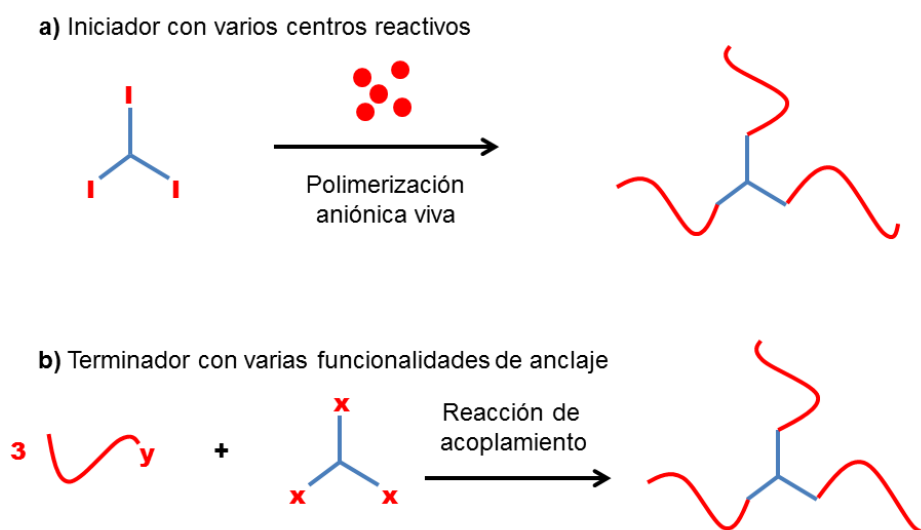 a) Iniciador con varios centros reactivos
I
I
I
Polimerización
aniónica viva
b) Terminador con varias funcionalidades de anclaje
3
y
+
x
x
x
Reacción de
acoplamiento